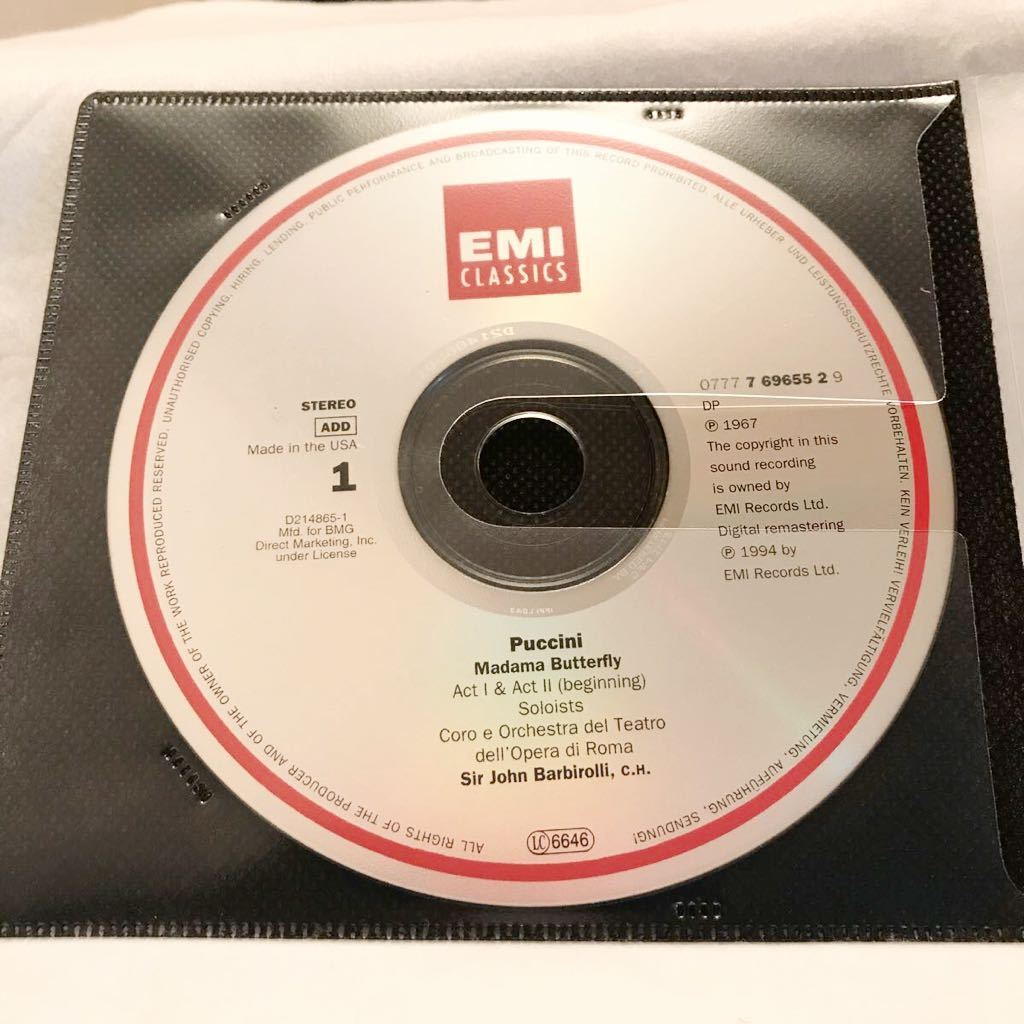 ALL RIGHTS OF THE PRODUCER AND OF THE OWNER OF THE WORK REPRODUCED RESERVED. UNAUTHORISED COPYING, HIRING, LENDING, PUBLIC PERFORMANCE AND BROADCASTING OF THIS RECORD PROHIBITED. ALLE URHEBER- UND LEISTUNGSSCHUTZRECHTE VORBEHALTEN. KEIN VERLEIH! VERVIELFÄLTIGUNG, VERMIETUNG, AUFFÜHRUNG, SENDUNG!
EMI
CLASSICS
STEREO
ADD
Made in the USA
1
D214865-1
Mfd. for BMG
Direct Marketing, Inc.
under License
0777 7 69655 2 9
DP
℗ 1967
The copyright in this
sound recording
is owned by
EMI Records Ltd.
Digital remastering
℗ 1994 by
EMI Records Ltd.
Puccini
Madama Butterfly
Act I & Act II (beginning)
Soloists
Coro e Orchestra del Teatro
dell'Opera di Roma
Sir John Barbirolli, C.H.
LC 6646